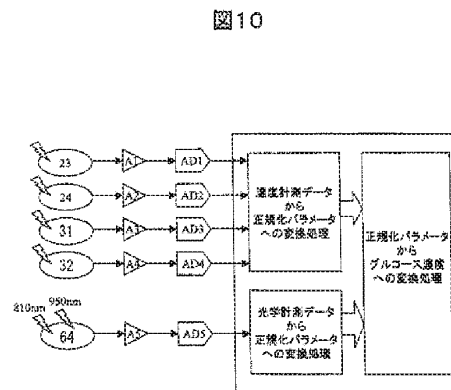 図10
23
A1
AD1
24
A2
AD2
31
A3
AD3
32
A4
AD4
810nm
950nm
64
A5
AD5
温度計測データ
から
正規化パラメータ
への変換処理
光学計測データ
から
正規化パラメータ
への変換処理
正規化パラメータ
から
グルコース濃度
への変換処理